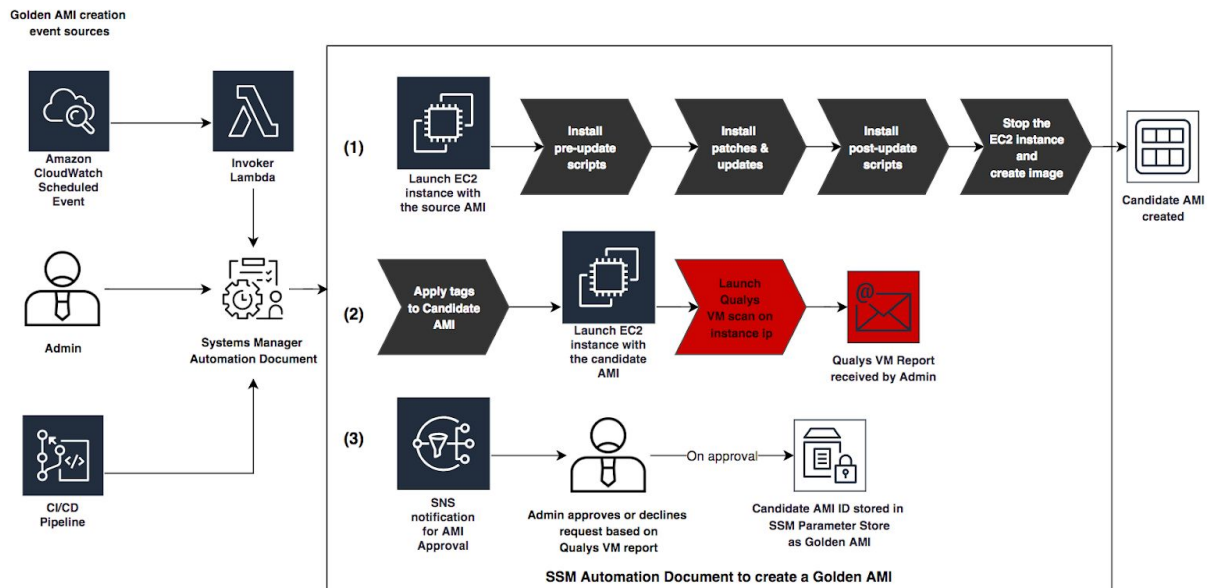 Golden AMI creation
event sources
Amazon
CloudWatch
Scheduled
Event
Invoker
Lambda
Admin
Systems Manager
Automation Document
CI/CD
Pipeline
(1)
Launch EC2
instance with
the source AMI
Install
pre-update
scripts
Install
patches &
updates
Install
post-update
scripts
Stop the
EC2 instance
and
create image
Candidate AMI
created
(2)
Apply tags
to Candidate
AMI
Launch EC2
instance with
the candidate
AMI
Launch
Qualys
VM scan on
instance ip
@
Qualys VM Report
received by Admin
(3)
SNS
notification
for AMI
Approval
Admin approves or declines
request based on
Qualys VM report
On approval
Candidate AMI ID stored in
SSM Parameter Store
as Golden AMI
SSM Automation Document to create a Golden AMI